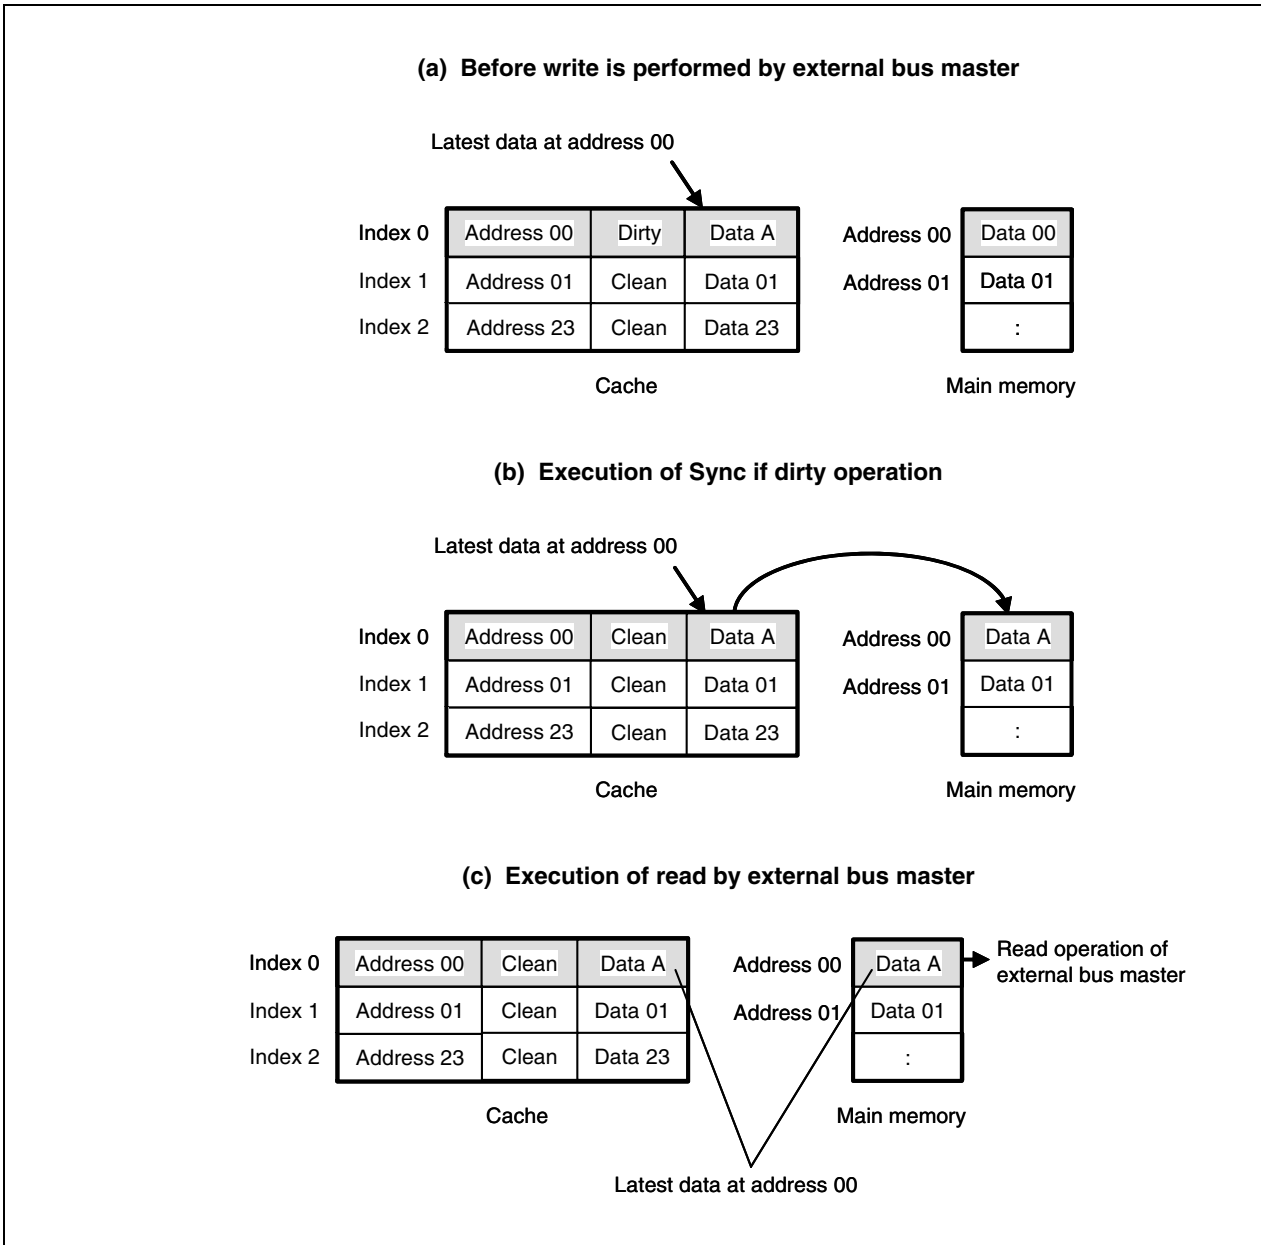 (a) Before write is performed by external bus master
Latest data at address 00
Index 0 Address 00 Dirty Data A Address 00 Data 00
Index 1 Address 01 Clean Data 01 Address 01 Data 01
Index 2 Address 23 Clean Data 23 :
Cache Main memory
(b) Execution of Sync if dirty operation
Latest data at address 00
Index 0 Address 00 Clean Data A Address 00 Data A
Index 1 Address 01 Clean Data 01 Address 01 Data 01
Index 2 Address 23 Clean Data 23 :
Cache Main memory
(c) Execution of read by external bus master
Index 0 Address 00 Clean Data A Address 00 Data A Read operation of
external bus master
Index 1 Address 01 Clean Data 01 Address 01 Data 01
Index 2 Address 23 Clean Data 23 :
Cache Main memory
Latest data at address 00